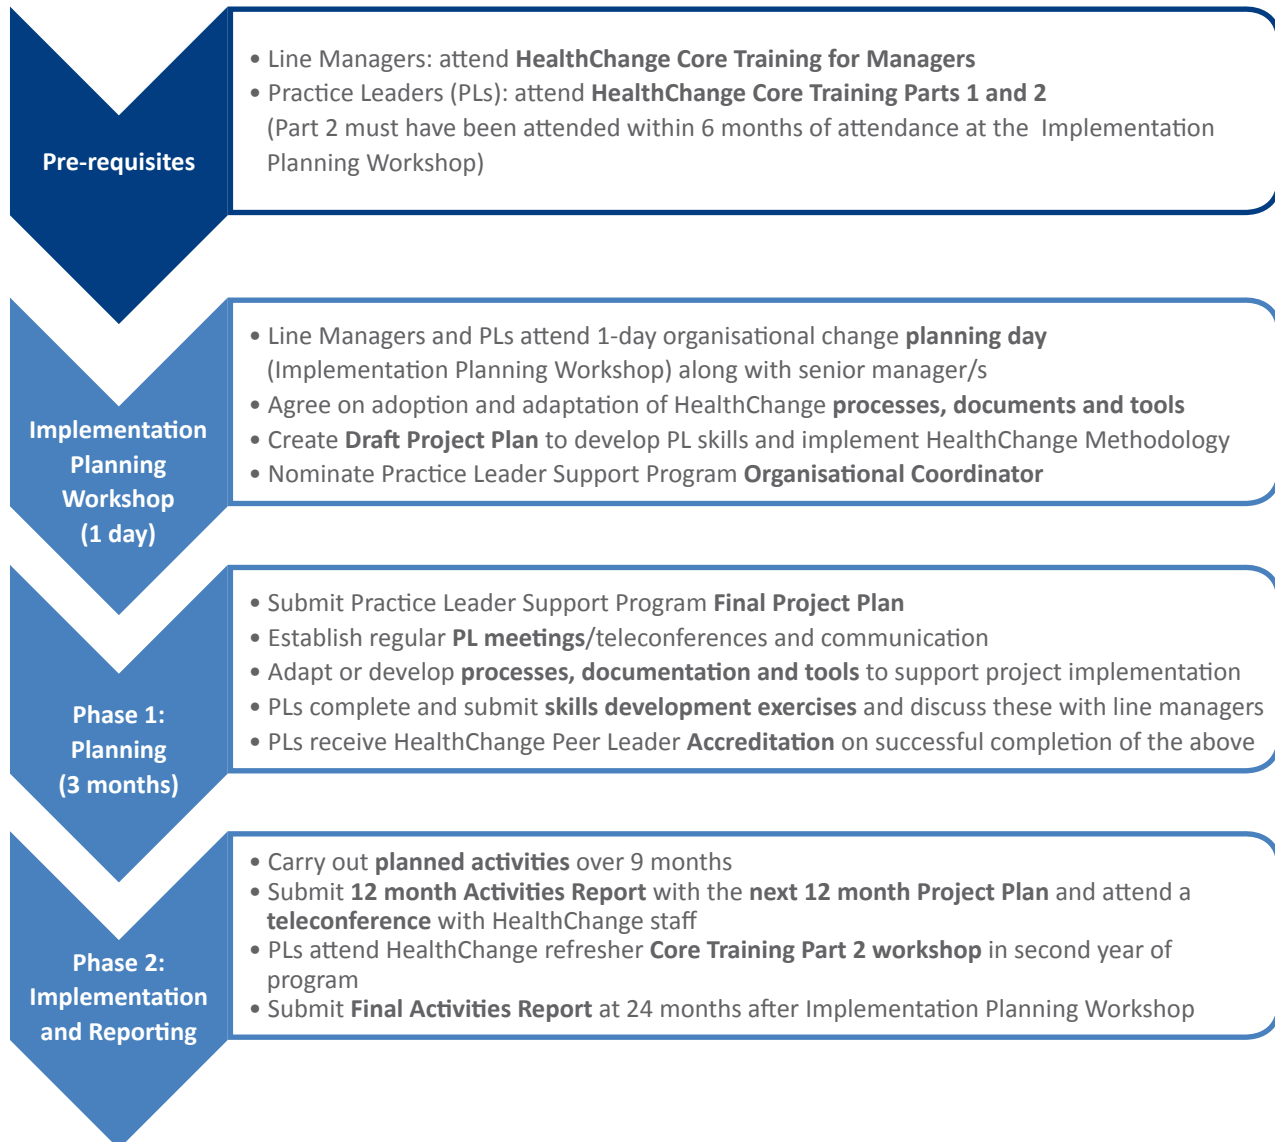 Pre-requisites
• Line Managers: attend HealthChange Core Training for Managers
• Practice Leaders (PLs): attend HealthChange Core Training Parts 1 and 2
(Part 2 must have been attended within 6 months of attendance at the Implementation
Planning Workshop)
Implementation
Planning
Workshop
(1 day)
• Line Managers and PLs attend 1-day organisational change planning day
(Implementation Planning Workshop) along with senior manager/s
• Agree on adoption and adaptation of HealthChange processes, documents and tools
• Create Draft Project Plan to develop PL skills and implement HealthChange Methodology
• Nominate Practice Leader Support Program Organisational Coordinator
Phase 1:
Planning
(3 months)
• Submit Practice Leader Support Program Final Project Plan
• Establish regular PL meetings/teleconferences and communication
• Adapt or develop processes, documentation and tools to support project implementation
• PLs complete and submit skills development exercises and discuss these with line managers
• PLs receive HealthChange Peer Leader Accreditation on successful completion of the above
Phase 2:
Implementation
and Reporting
• Carry out planned activities over 9 months
• Submit 12 month Activities Report with the next 12 month Project Plan and attend a
teleconference with HealthChange staff
• PLs attend HealthChange refresher Core Training Part 2 workshop in second year of
program
• Submit Final Activities Report at 24 months after Implementation Planning Workshop